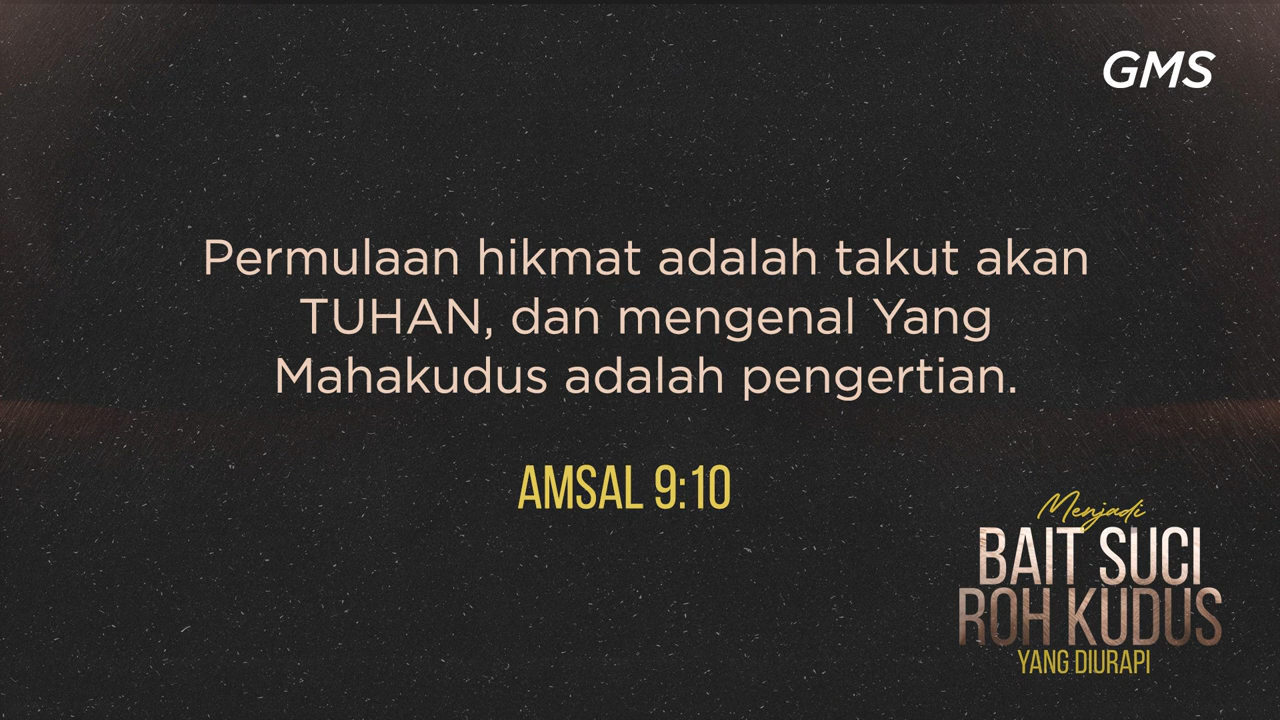 GMS
Permulaan hikmat adalah takut akan
TUHAN, dan mengenal Yang
Mahakudus adalah pengertian.
AMSAL 9:10
Menjadi
BAIT SUCI
ROH KUDUS
YANG DIURAPI